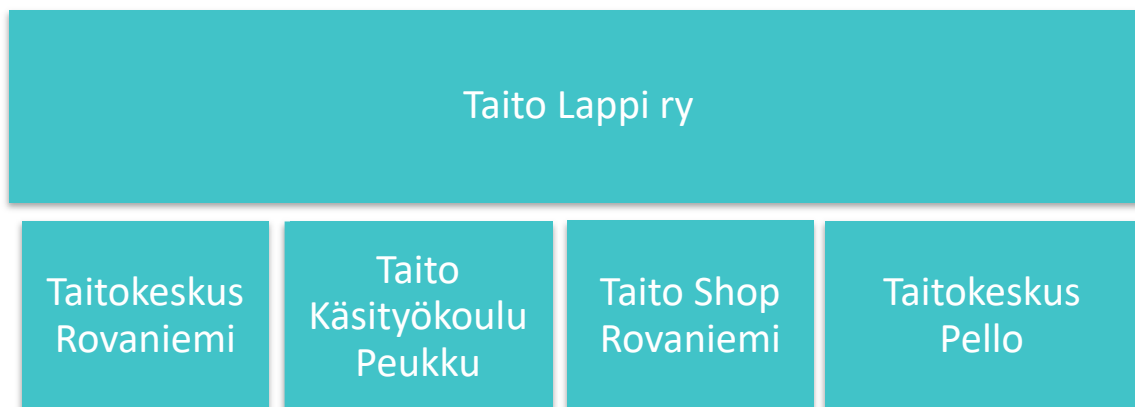 Taito Lappi ry
Taitokeskus
Rovaniemi
Taito
Käsityökoulu
Peukku
Taito Shop
Rovaniemi
Taitokeskus
Pello